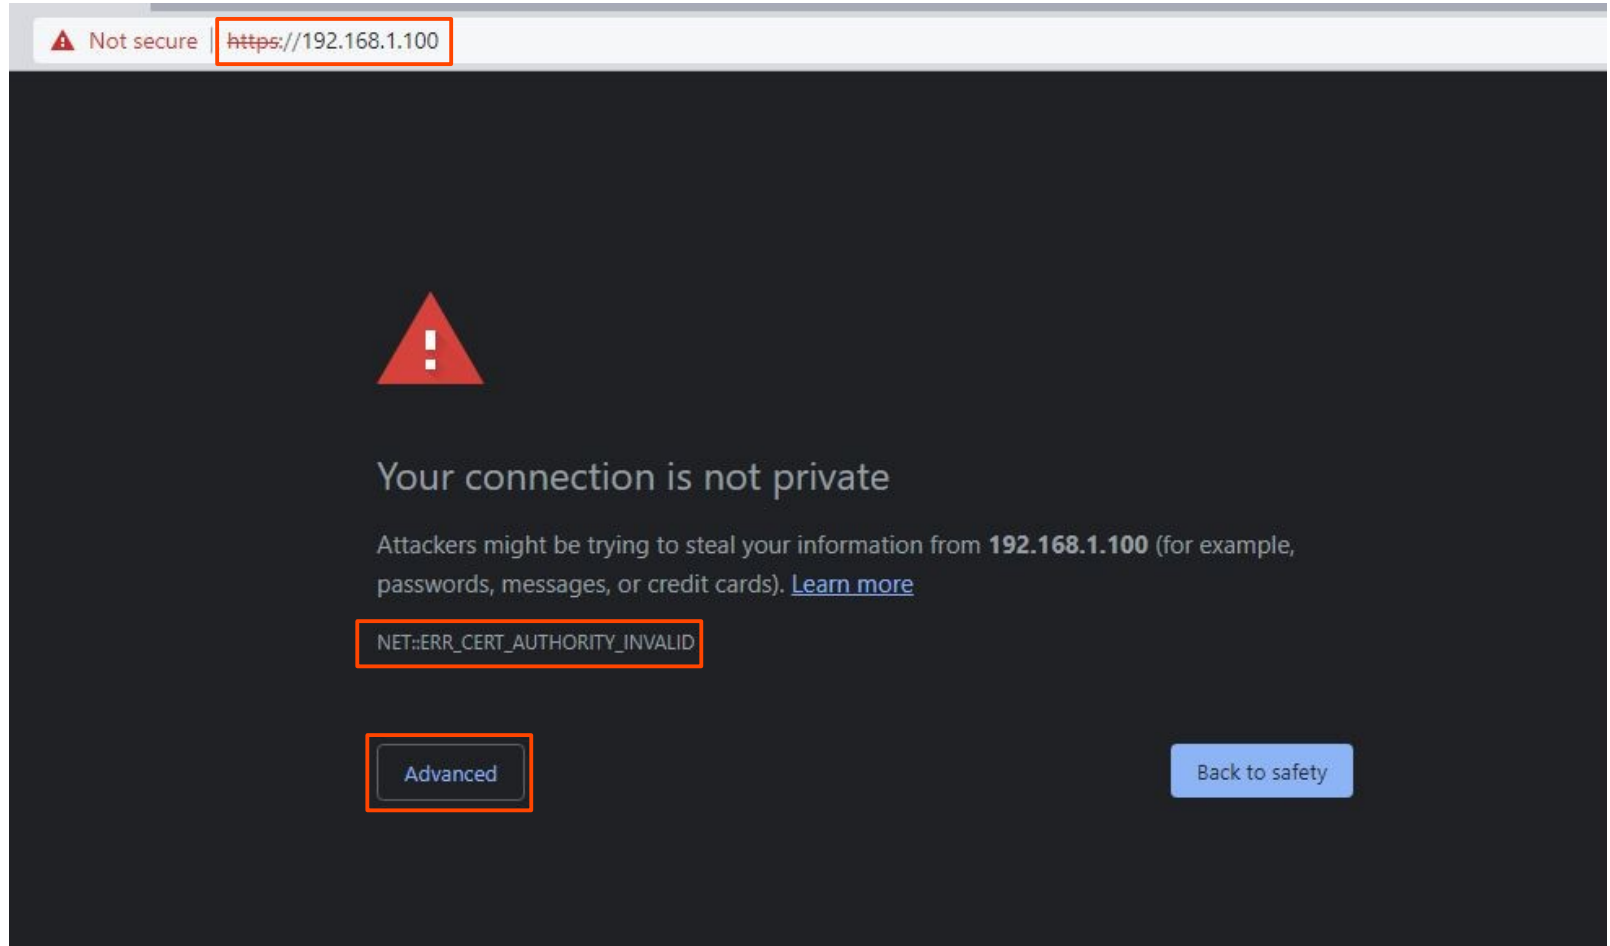 Not secure | https://192.168.1.100
Your connection is not private
Attackers might be trying to steal your information from 192.168.1.100 (for example,
passwords, messages, or credit cards). Learn more
NET::ERR_CERT_AUTHORITY_INVALID
Advanced
Back to safety